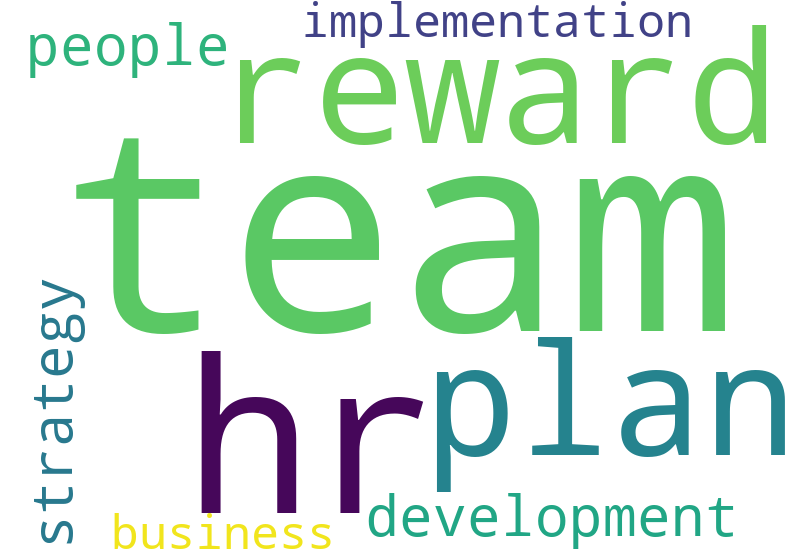 implementation
people
reward
team
strategy
hr
plan
development
business